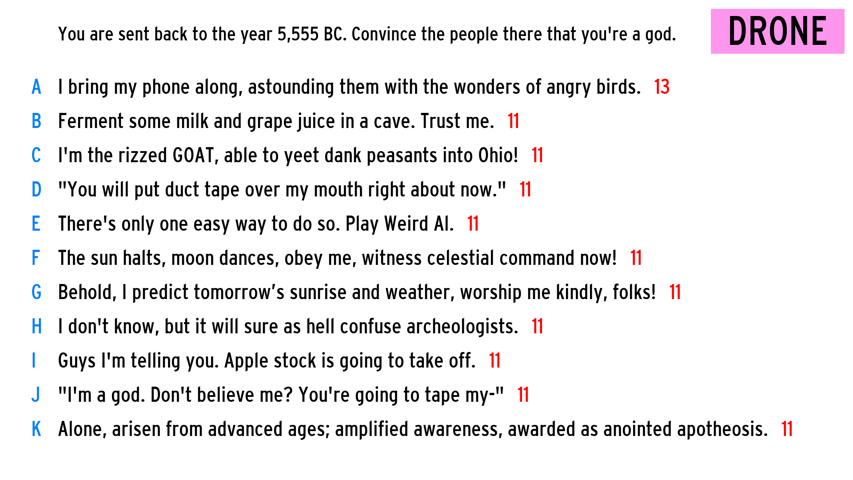 You are sent back to the year 5,555 BC. Convince the people there that you're a god.
DRONE
A I bring my phone along, astounding them with the wonders of angry birds. 13
B Ferment some milk and grape juice in a cave. Trust me. 11
C I'm the rizzed GOAT, able to yeet dank peasants into Ohio! 11
D "You will put duct tape over my mouth right about now." 11
E There's only one easy way to do so. Play Weird Al. 11
F The sun halts, moon dances, obey me, witness celestial command now! 11
G Behold, I predict tomorrow’s sunrise and weather, worship me kindly, folks! 11
H I don't know, but it will sure as hell confuse archeologists. 11
I Guys I'm telling you. Apple stock is going to take off. 11
J "I'm a god. Don't believe me? You're going to tape my-" 11
K Alone, arisen from advanced ages; amplified awareness, awarded as anointed apotheosis. 11